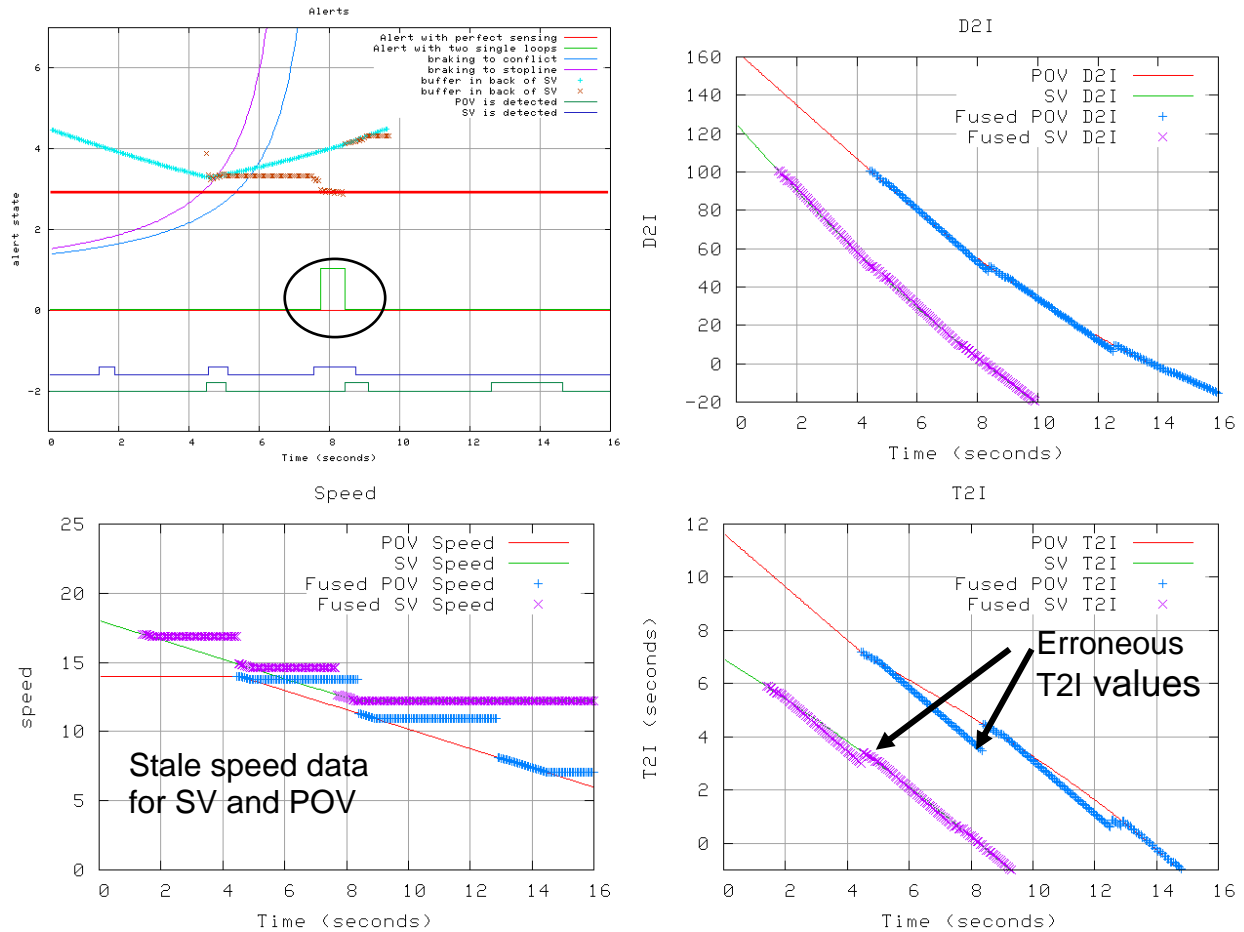 Alerts
Alert with perfect sensing
Alert with two single loops
braking to conflict
braking to stopline
buffer in back of SV
buffer in back of SV
POV is detected
SV is detected
6
4
2
0
-2
alert state
0 2 4 6 8 10 12 14 16
Time (seconds)
D2I
POV D2I
SV D2I
Fused POV D2I
Fused SV D2I
160
140
120
100
80
60
40
20
0
-20
D2I
0 2 4 6 8 10 12 14 16
Time (seconds)
Speed
POV Speed
SV Speed
Fused POV Speed
Fused SV Speed
25
20
15
10
5
0
speed
Stale speed data
for SV and POV
0 2 4 6 8 10 12 14 16
Time (seconds)
T2I
POV T2I
SV T2I
Fused POV T2I
Fused SV T2I
12
10
8
6
4
2
0
T2I (seconds)
Erroneous
T2I values
0 2 4 6 8 10 12 14 16
Time (seconds)